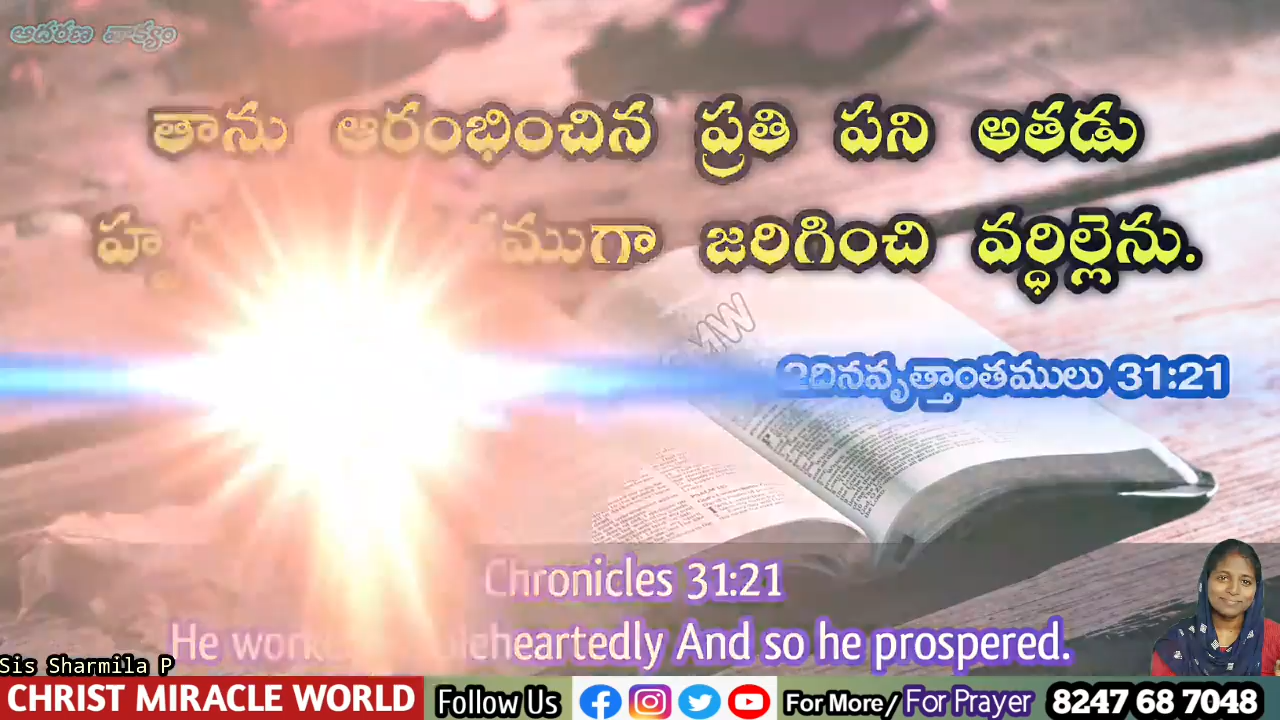 ఆదరణ వాక్యం
తాను ఆరంభించిన ప్రతి పని అతడు
జరిగించి వర్ధిల్లెను.
2దినవృత్తాంతములు 31:21
Chronicles 31:21
He And so he prospered.
Sis Sharmila P
CHRIST MIRACLE WORLD Follow Us For More/ For Prayer 8247 68 7048